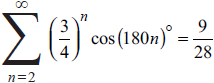 ∞
∑ (3/4)ⁿ cos(180n)° = 9/28
n=2